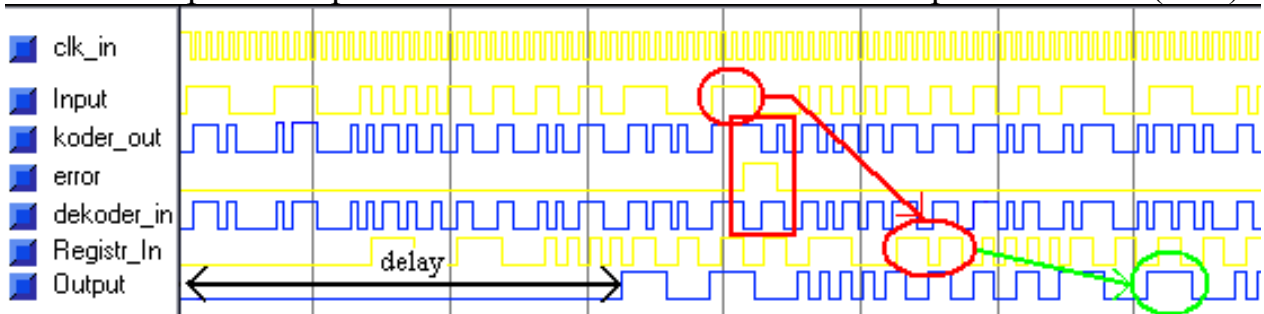 clk_in
Input
koder_out
error
dekoder_in
Registr_In
delay
Output